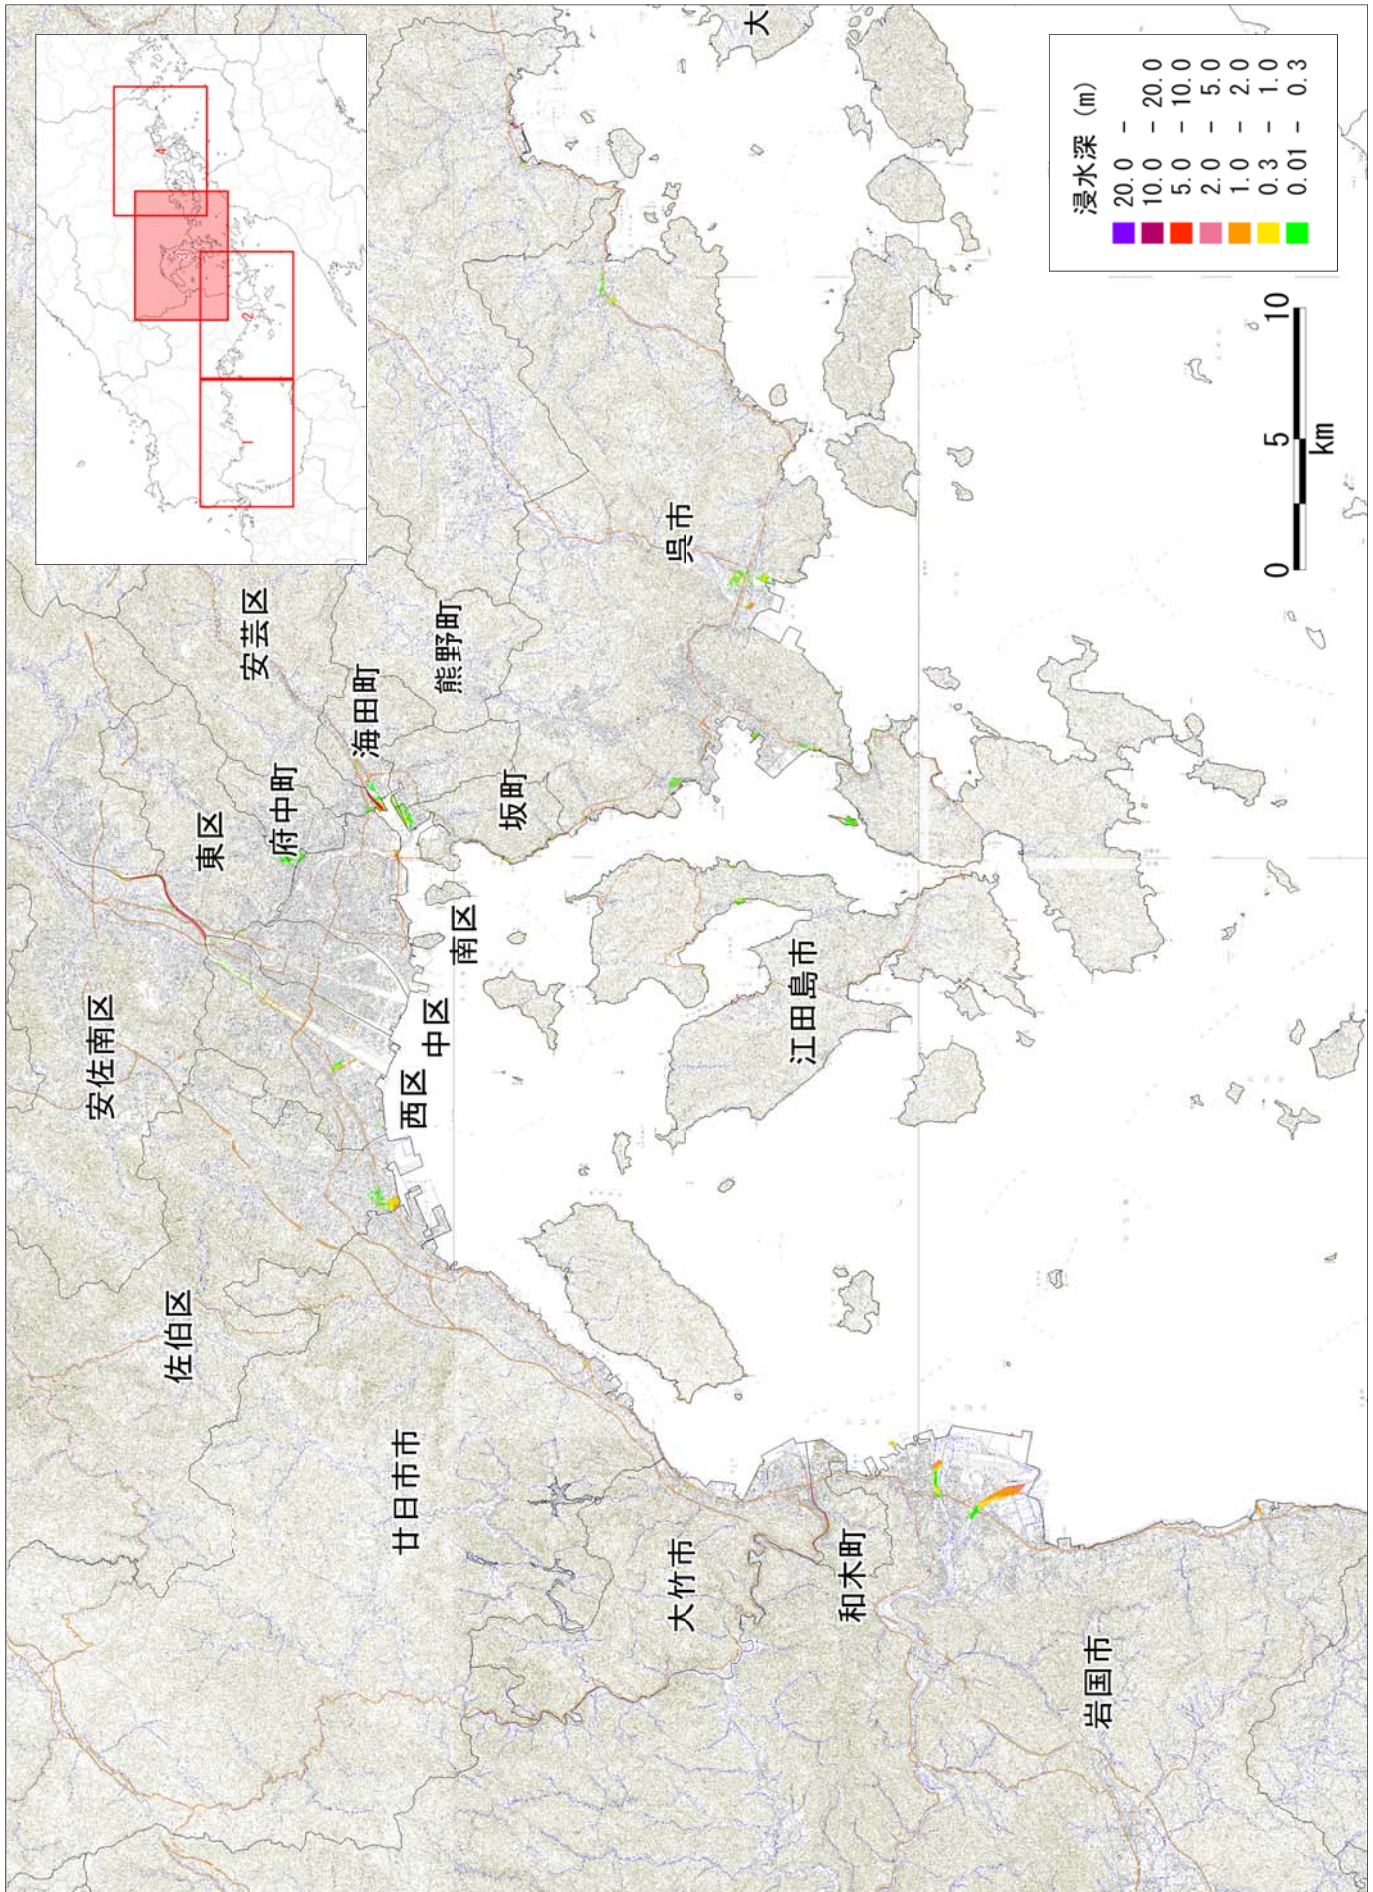 大
安芸区
海田町
熊野町
東区
府中町
坂町
呉市
安佐南区
南区
中区
西区
江田島市
佐伯区
廿日市市
大竹市
和木町
岩国市
1
2
3
4
浸水深 (m)
20.0 -
10.0 - 20.0
5.0 - 10.0
2.0 - 5.0
1.0 - 2.0
0.3 - 1.0
0.01 - 0.3
0 5 10
km